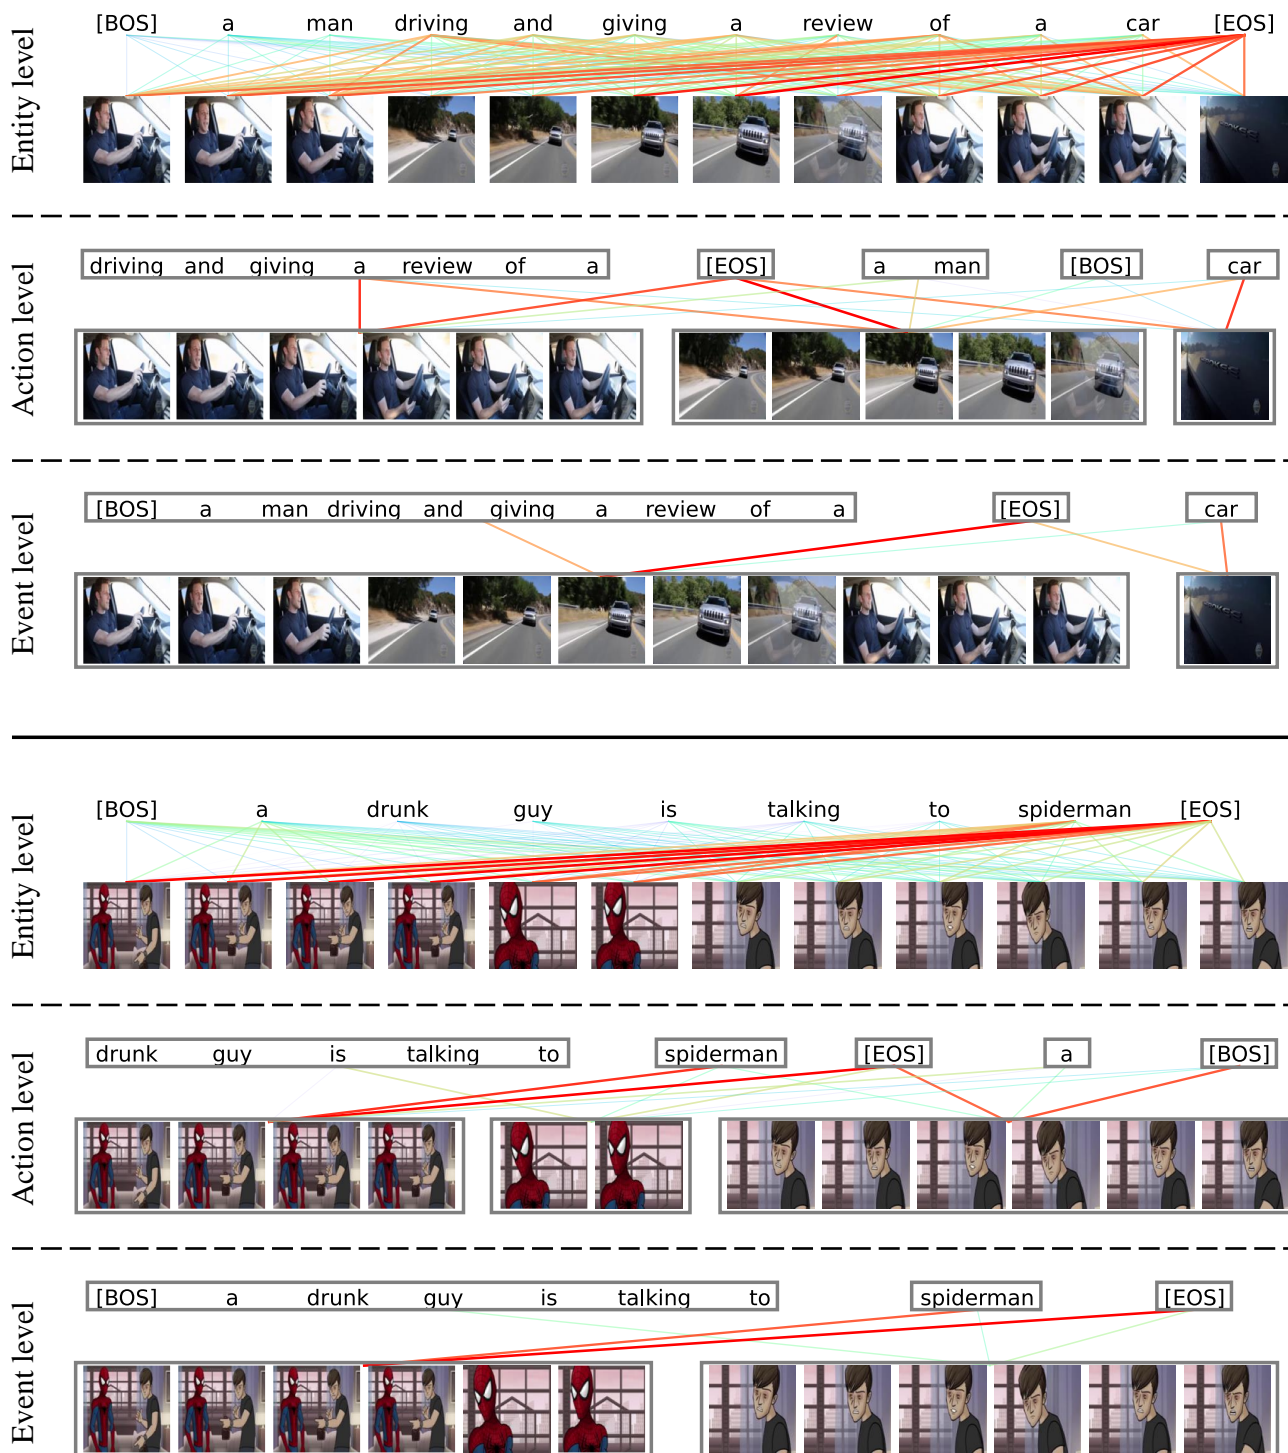 Entity level
[BOS] a man driving and giving a review of a car [EOS]
Action level
driving and giving a review of a [EOS] a man [BOS] car
Event level
[BOS] a man driving and giving a review of a [EOS] car
Entity level
[BOS] a drunk guy is talking to spiderman [EOS]
Action level
drunk guy is talking to spiderman [EOS] a [BOS]
Event level
[BOS] a drunk guy is talking to spiderman [EOS]